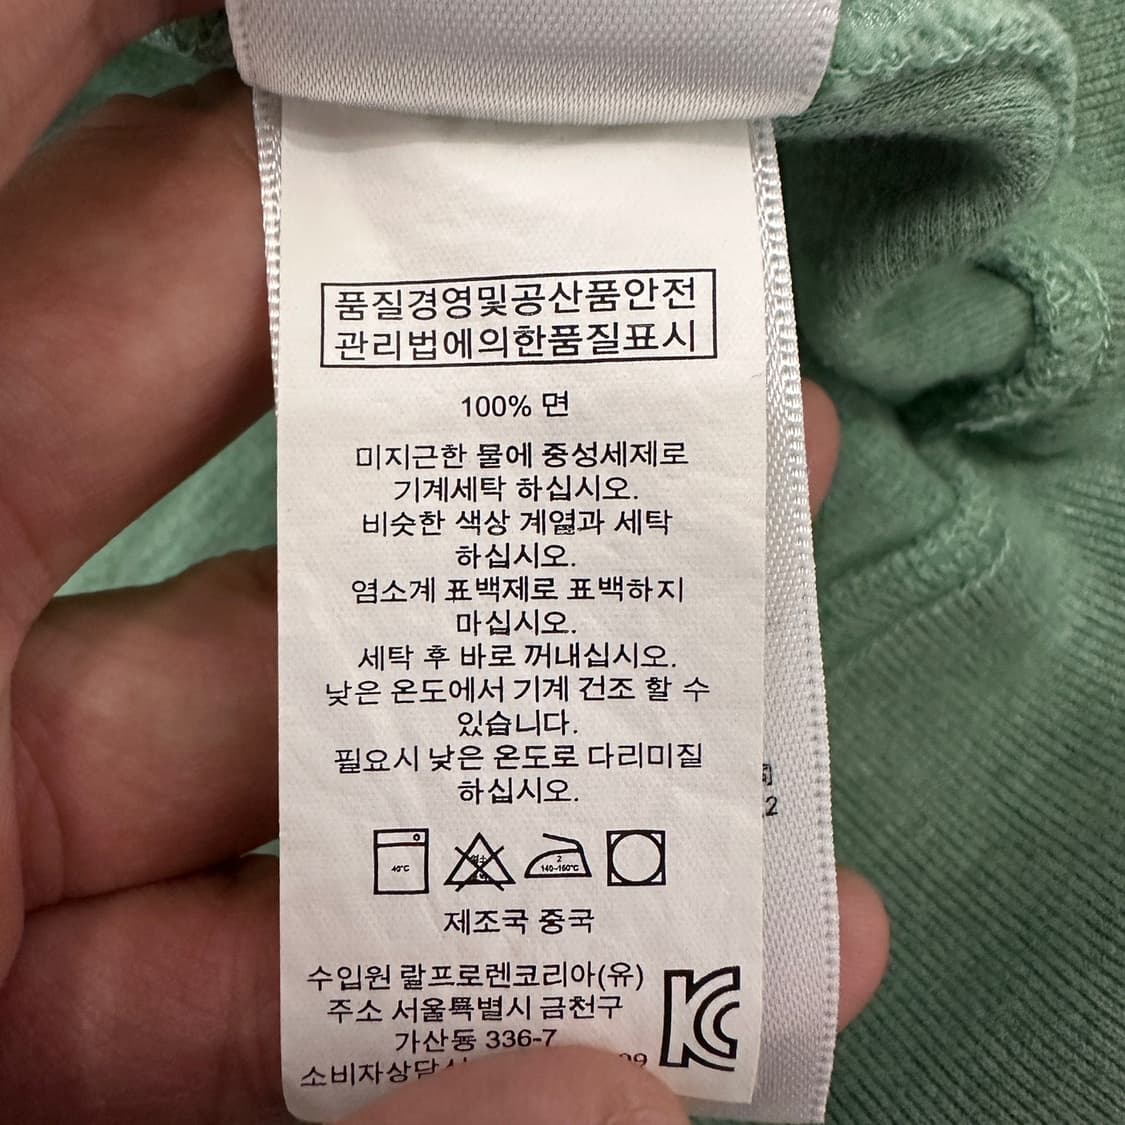 품질경영및공산품안전
관리법에의한품질표시
100% 면
미지근한 물에 중성세제로
기계세탁 하십시오.
비슷한 색상 계열과 세탁
하십시오.
염소계 표백제로 표백하지
마십시오.
세탁 후 바로 꺼내십시오.
낮은 온도에서 기계 건조 할 수
있습니다.
필요시 낮은 온도로 다리미질
하십시오.
40°C
2
140~160°C
제조국 중국
수입원 랄프로렌코리아(유)
주소 서울특별시 금천구
가산동 336-7
소비자상담